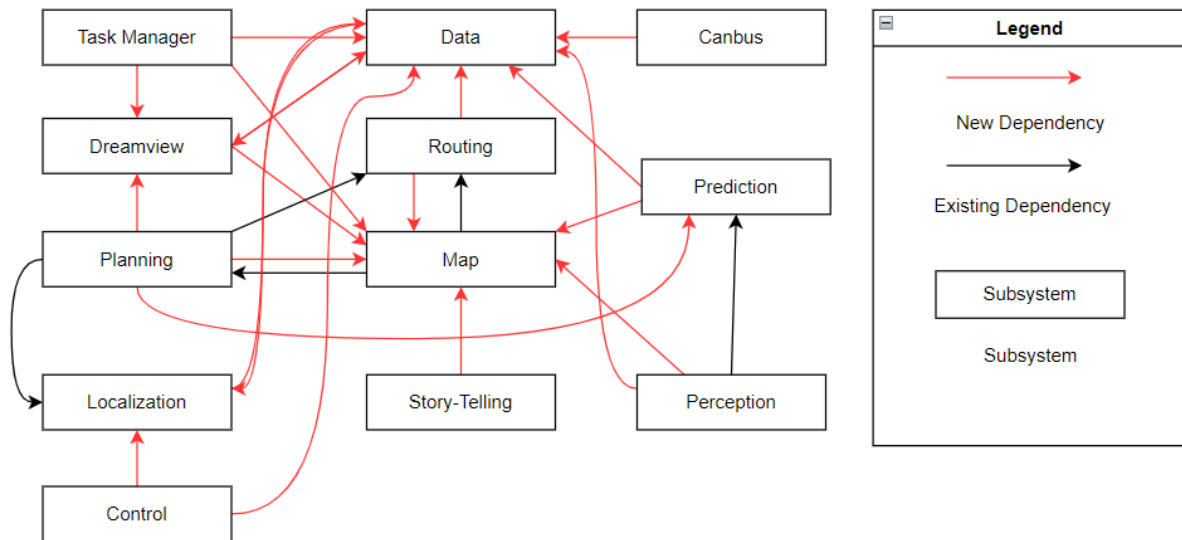 Task Manager
Data
Canbus
Legend
New Dependency
Dreamview
Routing
Prediction
Existing Dependency
Planning
Map
Subsystem
Subsystem
Localization
Story-Telling
Perception
Control